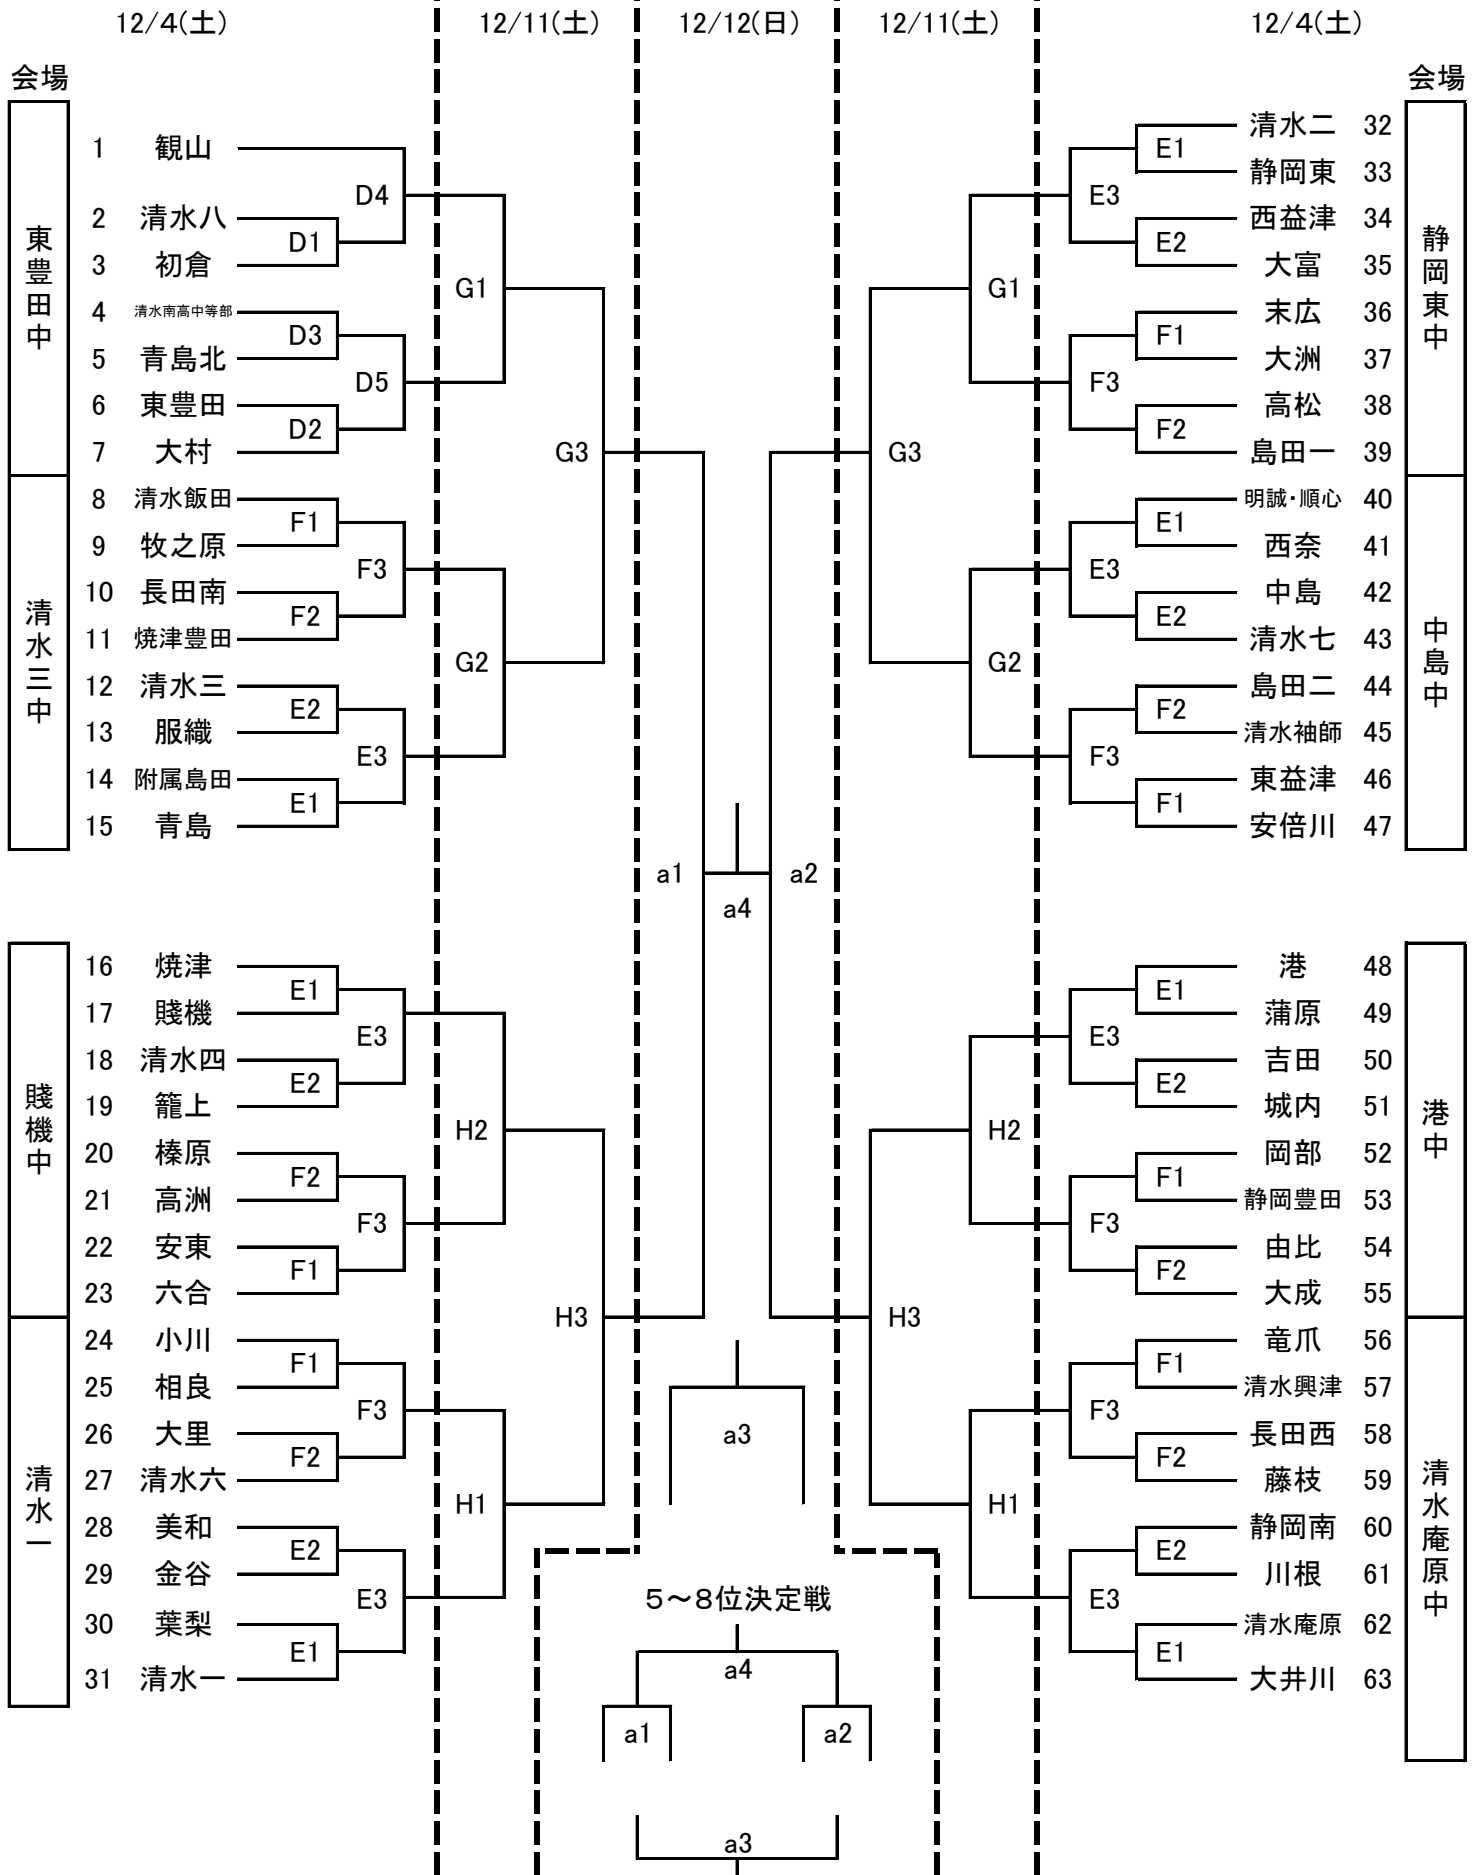 12/4(土) 12/11(土) 12/12(日) 12/11(土) 12/4(土)
会場
東豊田中
1 観山
2 清水八
3 初倉
4 清水南高中等部
5 青島北
6 東豊田
7 大村
D4
D1
D3
D5
D2
清水三中
8 清水飯田
9 牧之原
10 長田南
11 焼津豊田
12 清水三
13 服織
14 附属島田
15 青島
F1
F3
F2
E2
E3
E1
G1
G3
G2
賤機中
16 焼津
17 賤機
18 清水四
19 籠上
20 榛原
21 高洲
22 安東
23 六合
E1
E3
E2
F2
F3
F1
清水一
24 小川
25 相良
26 大里
27 清水六
28 美和
29 金谷
30 葉梨
31 清水一
F1
F3
F2
E2
E3
E1
H2
H3
H1
a1
a4
a2
a3
5～8位決定戦
a4
a1
a2
a3
会場
静岡東中
清水二 32
静岡東 33
西益津 34
大富 35
末広 36
大洲 37
高松 38
島田一 39
E1
E3
E2
F1
F3
F2
中島中
明誠・順心 40
西奈 41
中島 42
清水七 43
島田二 44
清水袖師 45
東益津 46
安倍川 47
E1
E3
E2
F2
F3
F1
G1
G3
G2
港中
港 48
蒲原 49
吉田 50
城内 51
岡部 52
静岡豊田 53
由比 54
大成 55
E1
E3
E2
F1
F3
F2
清水庵原中
竜爪 56
清水興津 57
長田西 58
藤枝 59
静岡南 60
川根 61
清水庵原 62
大井川 63
F1
F3
F2
E2
E3
E1
H2
H3
H1